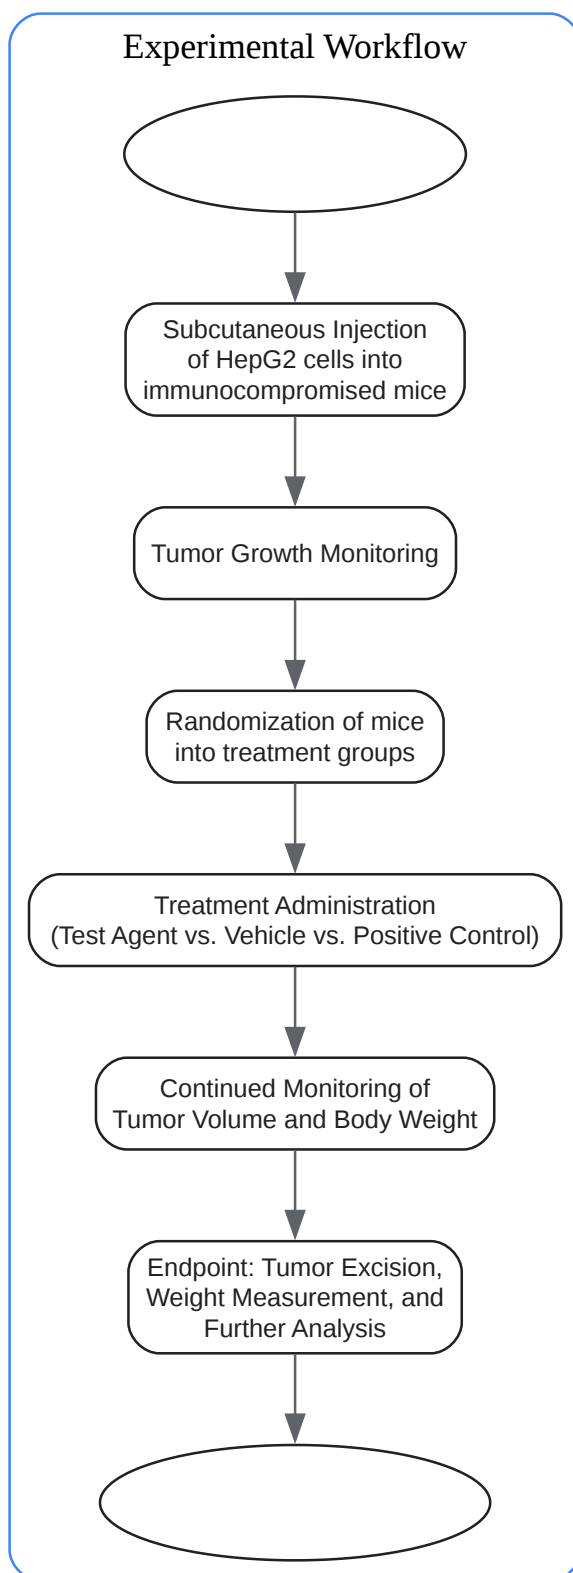 Experimental Workflow
Subcutaneous Injection
of HepG2 cells into
immunocompromised mice
Tumor Growth Monitoring
Randomization of mice
into treatment groups
Treatment Administration
(Test Agent vs. Vehicle vs. Positive Control)
Continued Monitoring of
Tumor Volume and Body Weight
Endpoint: Tumor Excision,
Weight Measurement, and
Further Analysis